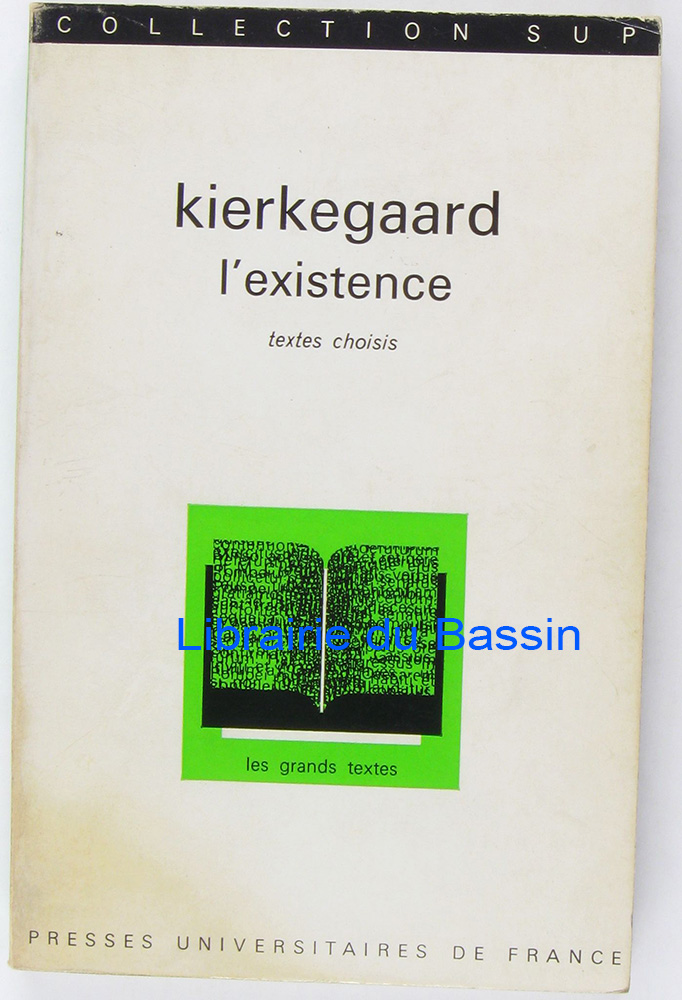 COLLECTION SUP
kierkegaard
l'existence
textes choisis
Librairie du Bassin
les grands textes
PRESSES UNIVERSITAIRES DE FRANCE